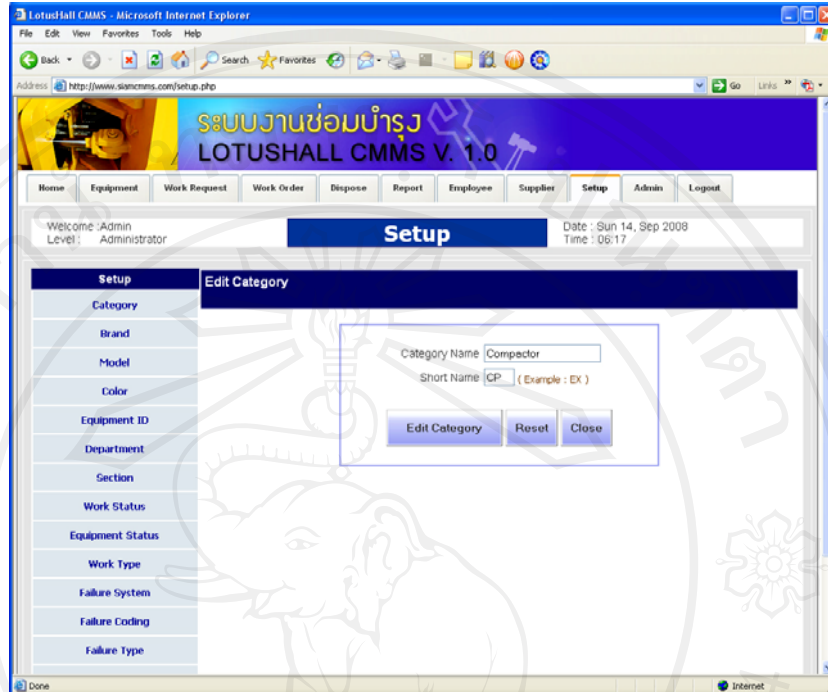 LotusHall CMMS - Microsoft Internet Explorer
File Edit View Favorites Tools Help
Back Search Favorites
Address http://www.siamcmms.com/setup.php Go Links
ระบบงานซ่อมบำรุง
LOTUSHALL CMMS V. 1.0
Home Equipment Work Request Work Order Dispose Report Employee Supplier Setup Admin Logout
Welcome :Admin
Level : Administrator
Setup
Date : Sun 14, Sep 2008
Time : 06:17
Setup
Category
Brand
Model
Color
Equipment ID
Department
Section
Work Status
Equipment Status
Work Type
Failure System
Failure Coding
Failure Type
Edit Category
Category Name Compector
Short Name CP ( Example : EX )
Edit Category Reset Close
Done Internet